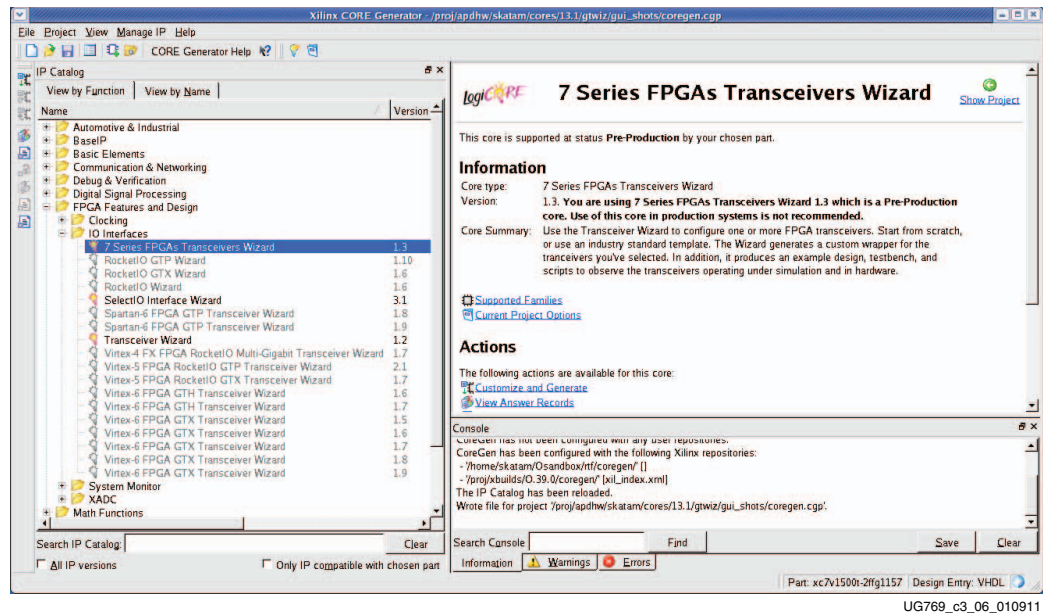 Xilinx CORE Generator - /proj/apdhw/skatam/cores/13.1/gtwiz/gui_shots/coregen.cgp
File Project View Manage IP Help
CORE Generator Help
IP Catalog
View by Function View by Name
Name Version
Automotive & Industrial
BaseIP
Basic Elements
Communication & Networking
Debug & Verification
Digital Signal Processing
FPGA Features and Design
Clocking
IO Interfaces
7 Series FPGAs Transceivers Wizard 1.3
RocketIO GTP Wizard 1.10
RocketIO GTX Wizard 1.6
RocketIO Wizard 1.6
SelectIO Interface Wizard 3.1
Spartan-6 FPGA GTP Transceiver Wizard 1.8
Spartan-6 FPGA GTP Transceiver Wizard 1.9
Transceiver Wizard 1.2
Virtex-4 FX FPGA RocketIO Multi-Gigabit Transceiver Wizard 1.7
Virtex-5 FPGA RocketIO GTP Transceiver Wizard 2.1
Virtex-5 FPGA RocketIO GTX Transceiver Wizard 1.7
Virtex-6 FPGA GTH Transceiver Wizard 1.6
Virtex-6 FPGA GTH Transceiver Wizard 1.7
Virtex-6 FPGA GTX Transceiver Wizard 1.5
Virtex-6 FPGA GTX Transceiver Wizard 1.6
Virtex-6 FPGA GTX Transceiver Wizard 1.7
Virtex-6 FPGA GTX Transceiver Wizard 1.8
Virtex-6 FPGA GTX Transceiver Wizard 1.9
System Monitor
XADC
Math Functions
Search IP Catalog: Clear
All IP versions Only IP compatible with chosen part
LogiCORE 7 Series FPGAs Transceivers Wizard Show Project
This core is supported at status Pre-Production by your chosen part.
Information
Core type: 7 Series FPGAs Transceivers Wizard
Version: 1.3. You are using 7 Series FPGAs Transceivers Wizard 1.3 which is a Pre-Production
core. Use of this core in production systems is not recommended.
Core Summary: Use the Transceiver Wizard to configure one or more FPGA transceivers. Start from scratch,
or use an industry standard template. The Wizard generates a custom wrapper for the
tranceivers you've selected. In addition, it produces an example design, testbench, and
scripts to observe the transceivers operating under simulation and in hardware.
Supported Families
Current Project Options
Actions
The following actions are available for this core:
Customize and Generate
View Answer Records
Console
CoreGen has not been configured with any user repositories.
CoreGen has been configured with the following Xilinx repositories:
- '/home/skatam/Osandbox/rtf/coregen/' []
- '/proj/xbuilds/O.39.0/coregen/' [xil_index.xml]
The IP Catalog has been reloaded.
Wrote file for project '/proj/apdhw/skatam/cores/13.1/gtwiz/gui_shots/coregen.cgp'.
Search Console Find Save Clear
Information Warnings Errors
Part: xc7v1500t-2ffg1157 Design Entry: VHDL
UG769_c3_06_010911